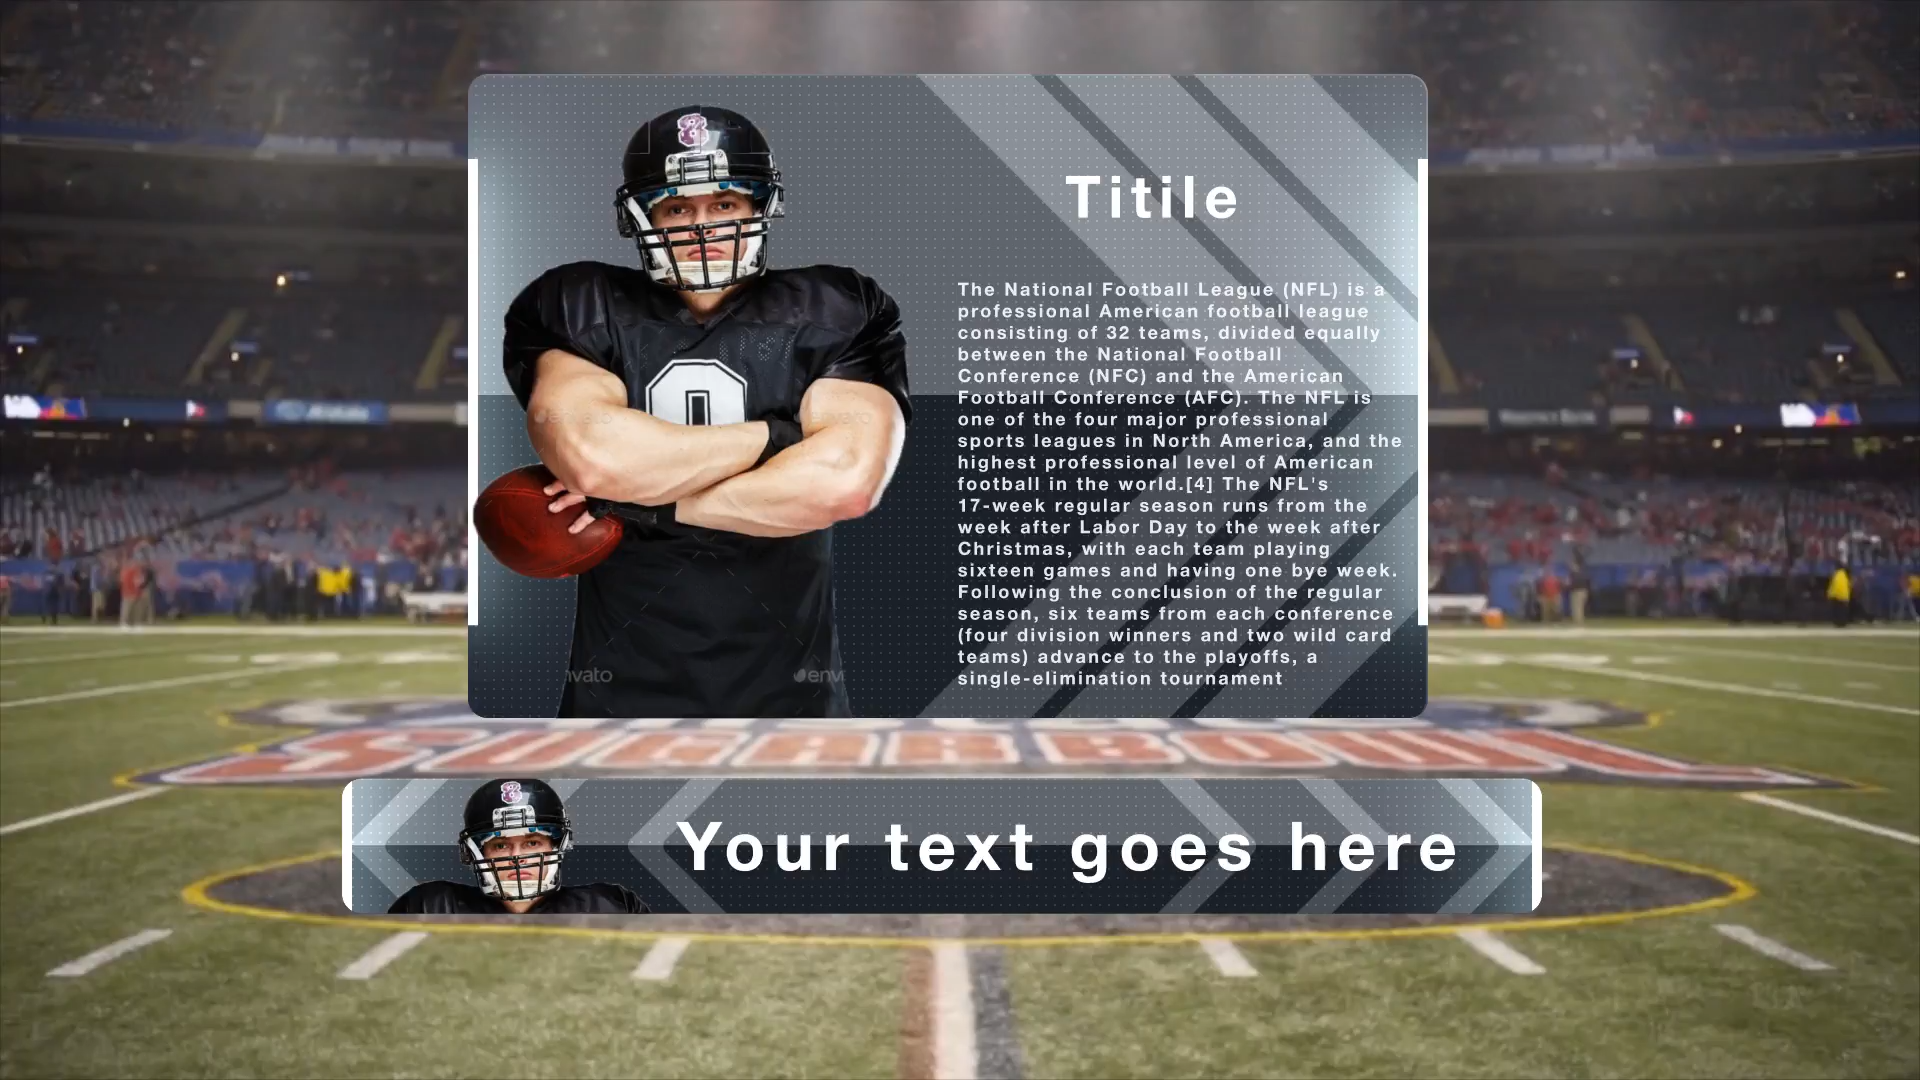 Titile
The National Football League (NFL) is a
professional American football league
consisting of 32 teams, divided equally
between the National Football
Conference (NFC) and the American
Football Conference (AFC). The NFL is
one of the four major professional
sports leagues in North America, and the
highest professional level of American
football in the world.[4] The NFL's
17-week regular season runs from the
week after Labor Day to the week after
Christmas, with each team playing
sixteen games and having one bye week.
Following the conclusion of the regular
season, six teams from each conference
(four division winners and two wild card
teams) advance to the playoffs, a
single-elimination tournament
SUGAR BOWL
8
Your text goes here
8